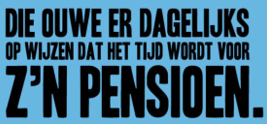 DIE OUWE ER DAGELIJKS
OP WIJZEN DAT HET TIJD WORDT VOOR
Z'N PENSIOEN.